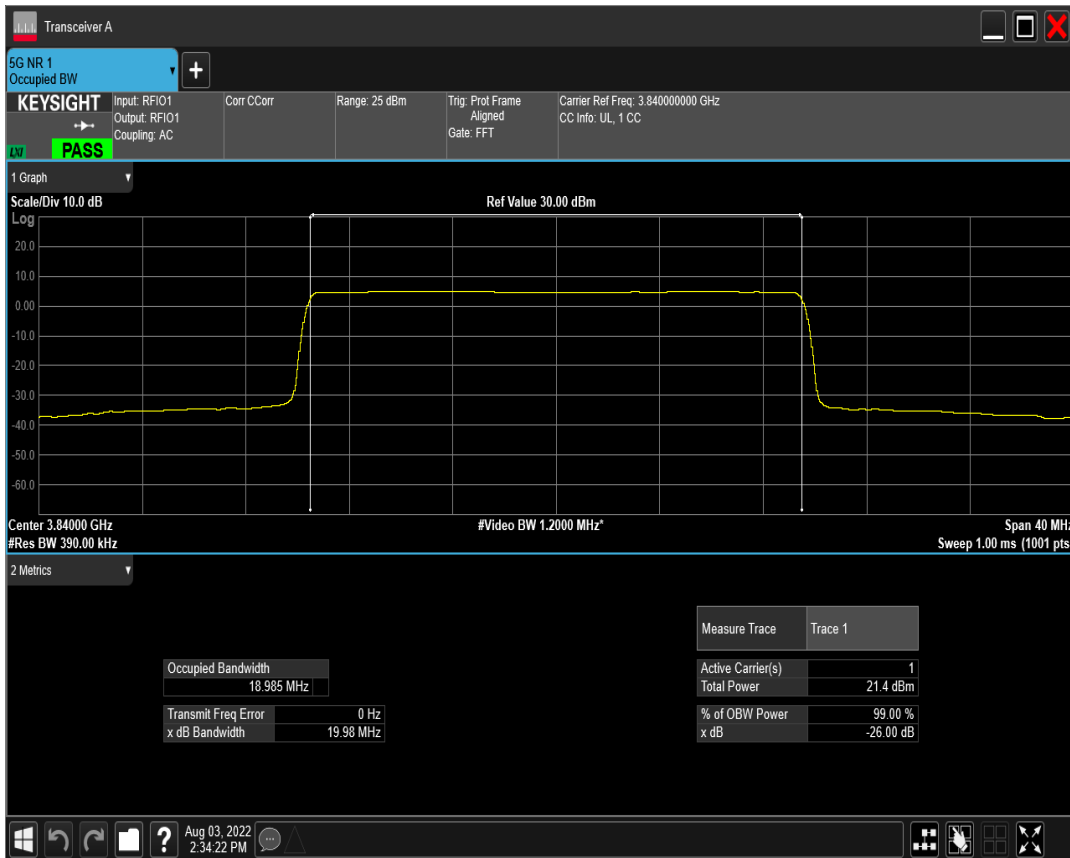 Transceiver A
5G NR 1
Occupied BW
KEYSIGHT
LXI
PASS
Input: RFIO1
Output: RFIO1
Coupling: AC
Corr CCorr
Range: 25 dBm
Trig: Prot Frame
Aligned
Gate: FFT
Carrier Ref Freq: 3.840000000 GHz
CC Info: UL, 1 CC
1 Graph
Scale/Div 10.0 dB
Ref Value 30.00 dBm
Log
20.0
10.0
0.00
-10.0
-20.0
-30.0
-40.0
-50.0
-60.0
Center 3.84000 GHz
#Video BW 1.2000 MHz*
Span 40 MHz
#Res BW 390.00 kHz
Sweep 1.00 ms (1001 pts
2 Metrics
Measure Trace Trace 1
Occupied Bandwidth
18.985 MHz
Active Carrier(s) 1
Total Power 21.4 dBm
Transmit Freq Error 0 Hz
x dB Bandwidth 19.98 MHz
% of OBW Power 99.00 %
x dB -26.00 dB
?
Aug 03, 2022
2:34:22 PM